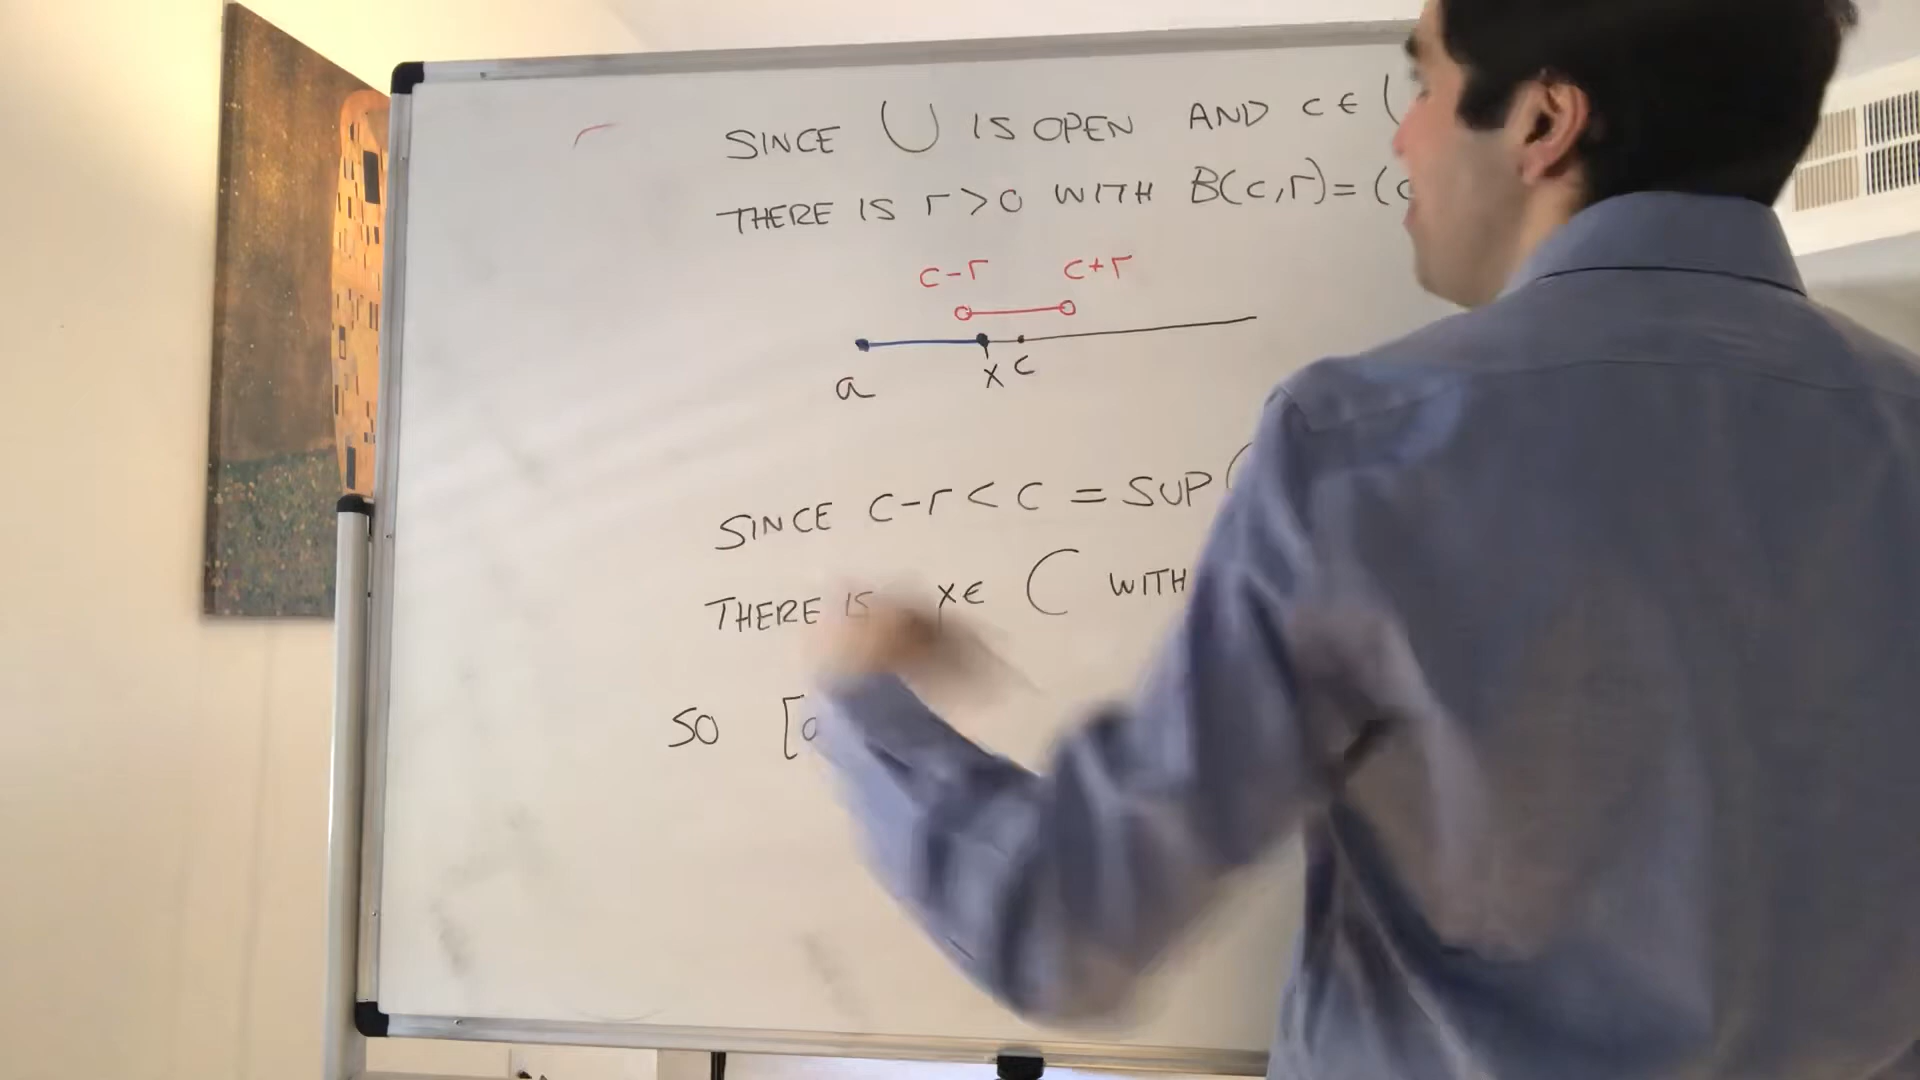 SINCE U IS OPEN AND C ∈ U
THERE IS r > 0 WITH B(C, r) = (C
C-r C+r
a x c
SINCE C-r < C = SUP (
THERE IS x ∈ C WITH
SO [a